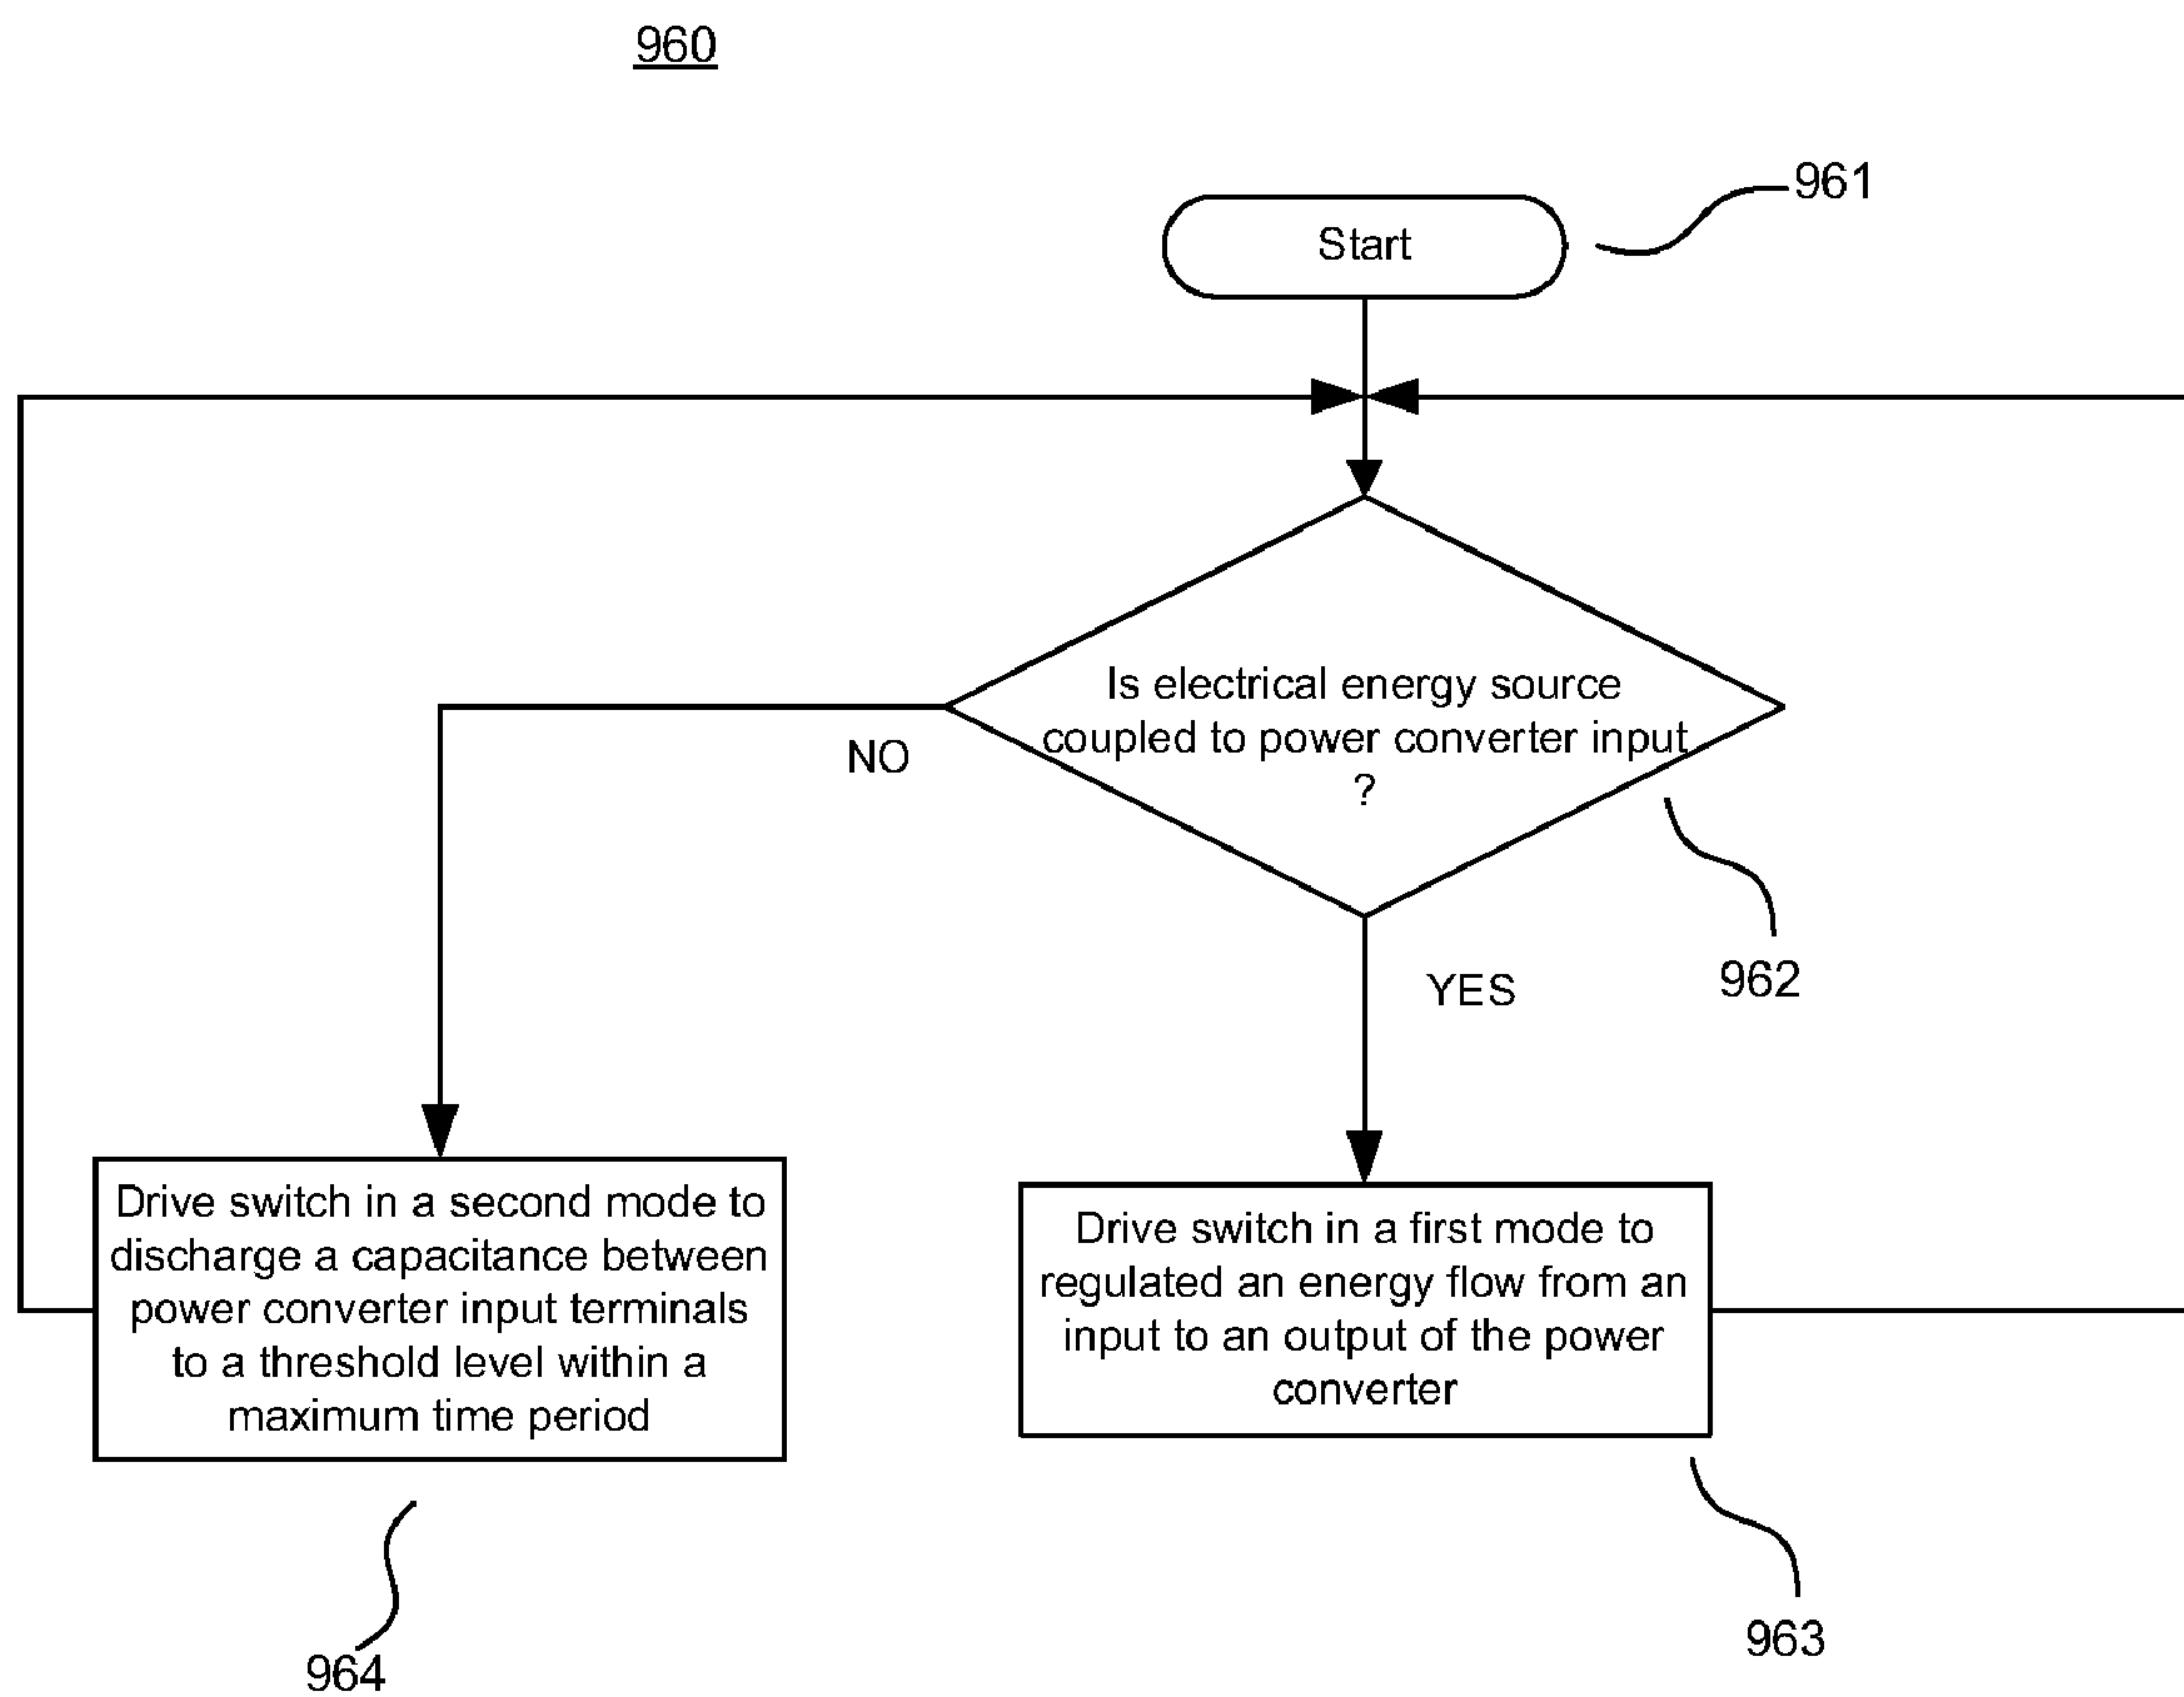 960
961
Start
Is electrical energy source
coupled to power converter input
?
NO
962
YES
Drive switch in a second mode to
discharge a capacitance between
power converter input terminals
to a threshold level within a
maximum time period
Drive switch in a first mode to
regulated an energy flow from an
input to an output of the power
converter
963
964